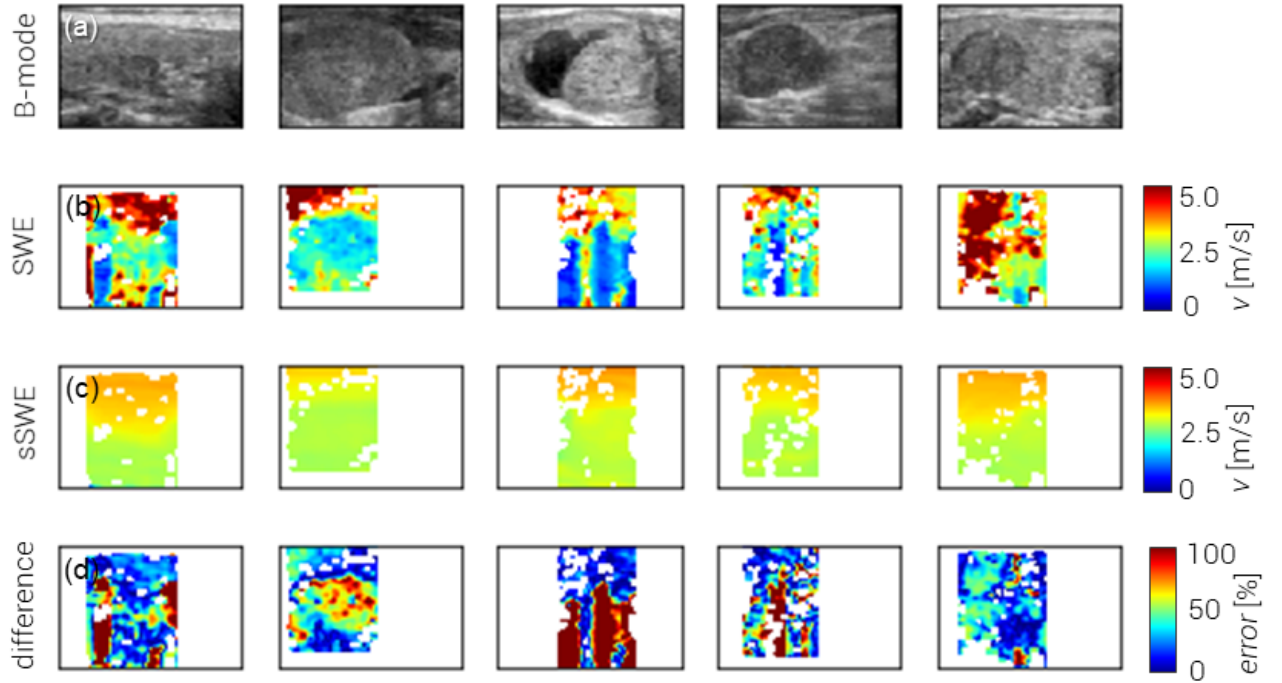 B-mode
(a)
SWE
(b)
5.0
2.5
0
v [m/s]
sSWE
(c)
5.0
2.5
0
v [m/s]
difference
(d)
100
50
0
error [%]